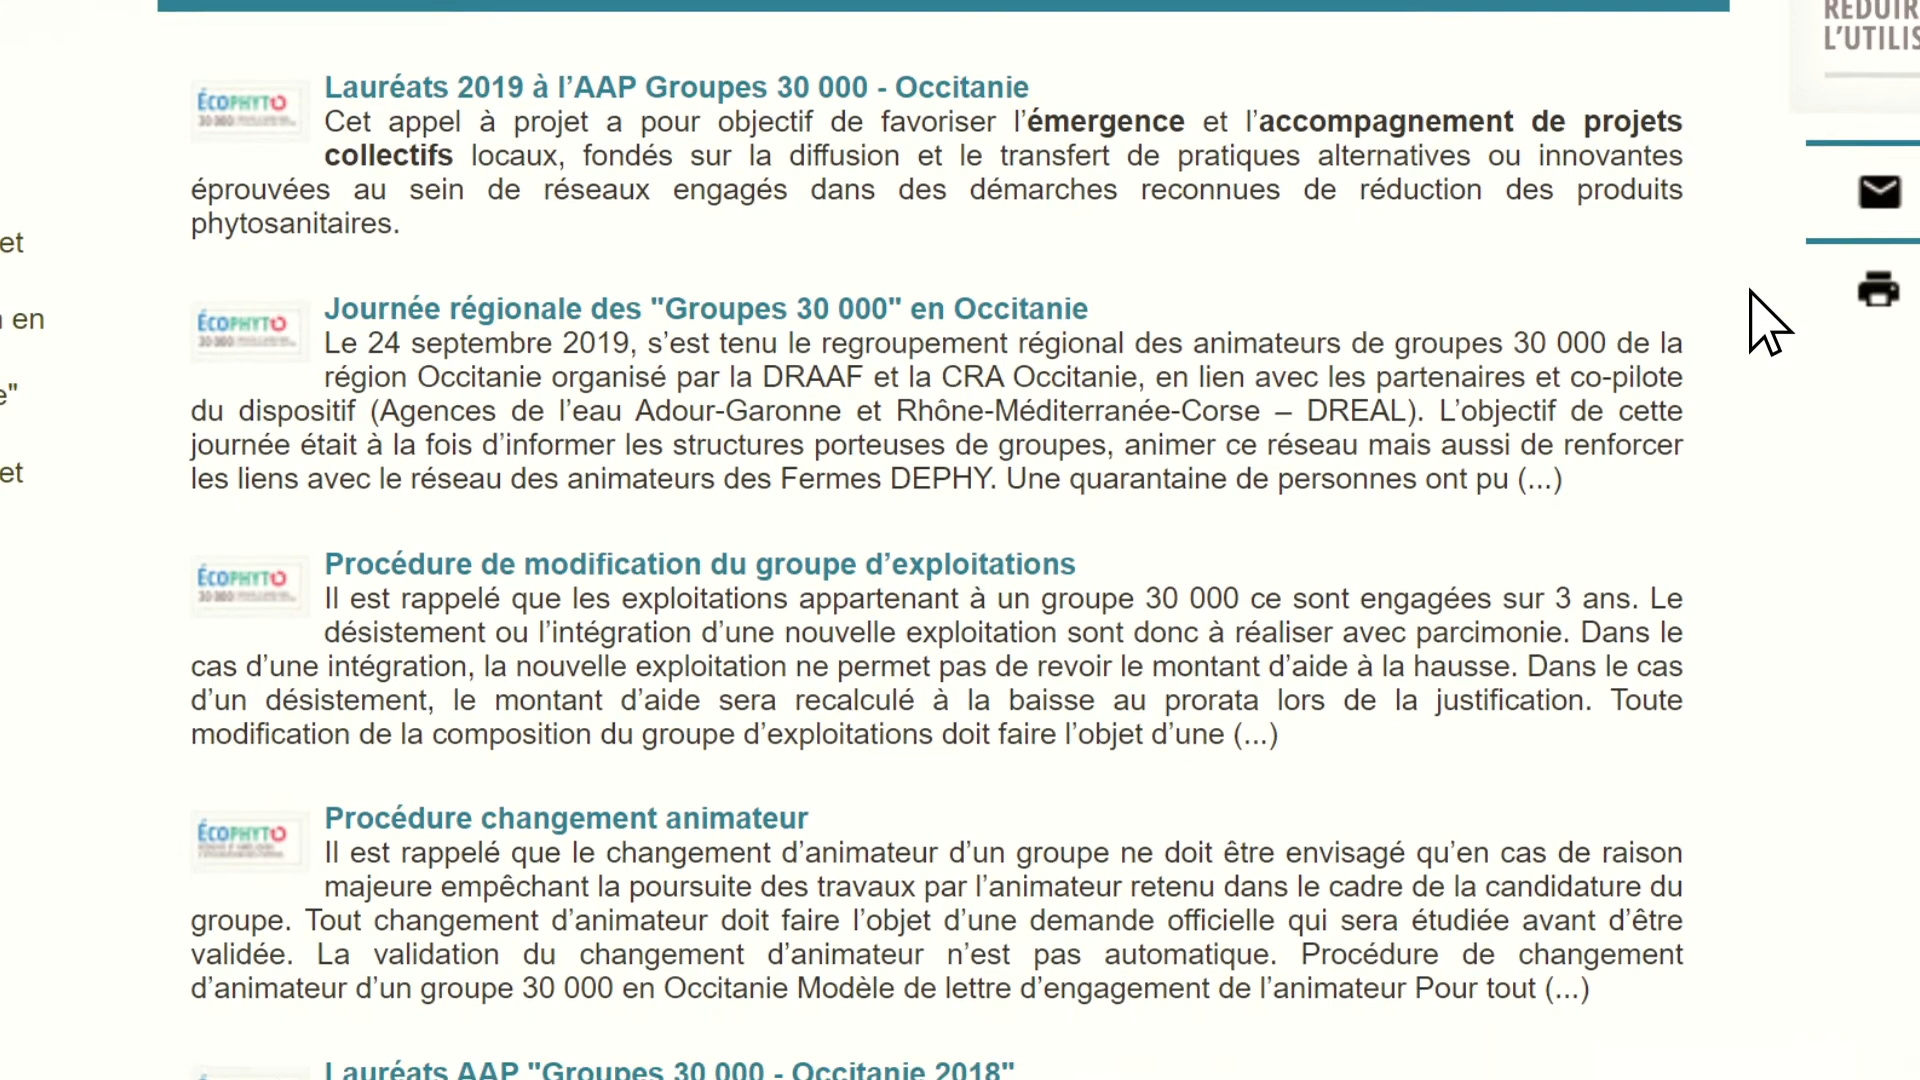 RÉDUIR
L’UTILIS
Lauréats 2019 à l’AAP Groupes 30 000 - Occitanie
ÉCOPHYTO
Cet appel à projet a pour objectif de favoriser l’émergence et l’accompagnement de projets
collectifs locaux, fondés sur la diffusion et le transfert de pratiques alternatives ou innovantes
éprouvées au sein de réseaux engagés dans des démarches reconnues de réduction des produits
phytosanitaires.
et
en
e"
et
Journée régionale des "Groupes 30 000" en Occitanie
ÉCOPHYTO
Le 24 septembre 2019, s’est tenu le regroupement régional des animateurs de groupes 30 000 de la
région Occitanie organisé par la DRAAF et la CRA Occitanie, en lien avec les partenaires et co-pilote
du dispositif (Agences de l’eau Adour-Garonne et Rhône-Méditerranée-Corse – DREAL). L’objectif de cette
journée était à la fois d’informer les structures porteuses de groupes, animer ce réseau mais aussi de renforcer
les liens avec le réseau des animateurs des Fermes DEPHY. Une quarantaine de personnes ont pu (...)
Procédure de modification du groupe d’exploitations
ÉCOPHYTO
Il est rappelé que les exploitations appartenant à un groupe 30 000 ce sont engagées sur 3 ans. Le
désistement ou l’intégration d’une nouvelle exploitation sont donc à réaliser avec parcimonie. Dans le
cas d’une intégration, la nouvelle exploitation ne permet pas de revoir le montant d’aide à la hausse. Dans le cas
d’un désistement, le montant d’aide sera recalculé à la baisse au prorata lors de la justification. Toute
modification de la composition du groupe d’exploitations doit faire l’objet d’une (...)
Procédure changement animateur
ÉCOPHYTO
Il est rappelé que le changement d’animateur d’un groupe ne doit être envisagé qu’en cas de raison
majeure empêchant la poursuite des travaux par l’animateur retenu dans le cadre de la candidature du
groupe. Tout changement d’animateur doit faire l’objet d’une demande officielle qui sera étudiée avant d’être
validée. La validation du changement d’animateur n’est pas automatique. Procédure de changement
d’animateur d’un groupe 30 000 en Occitanie Modèle de lettre d’engagement de l’animateur Pour tout (...)
Lauréats AAP "Groupes 30 000 - Occitanie 2018"